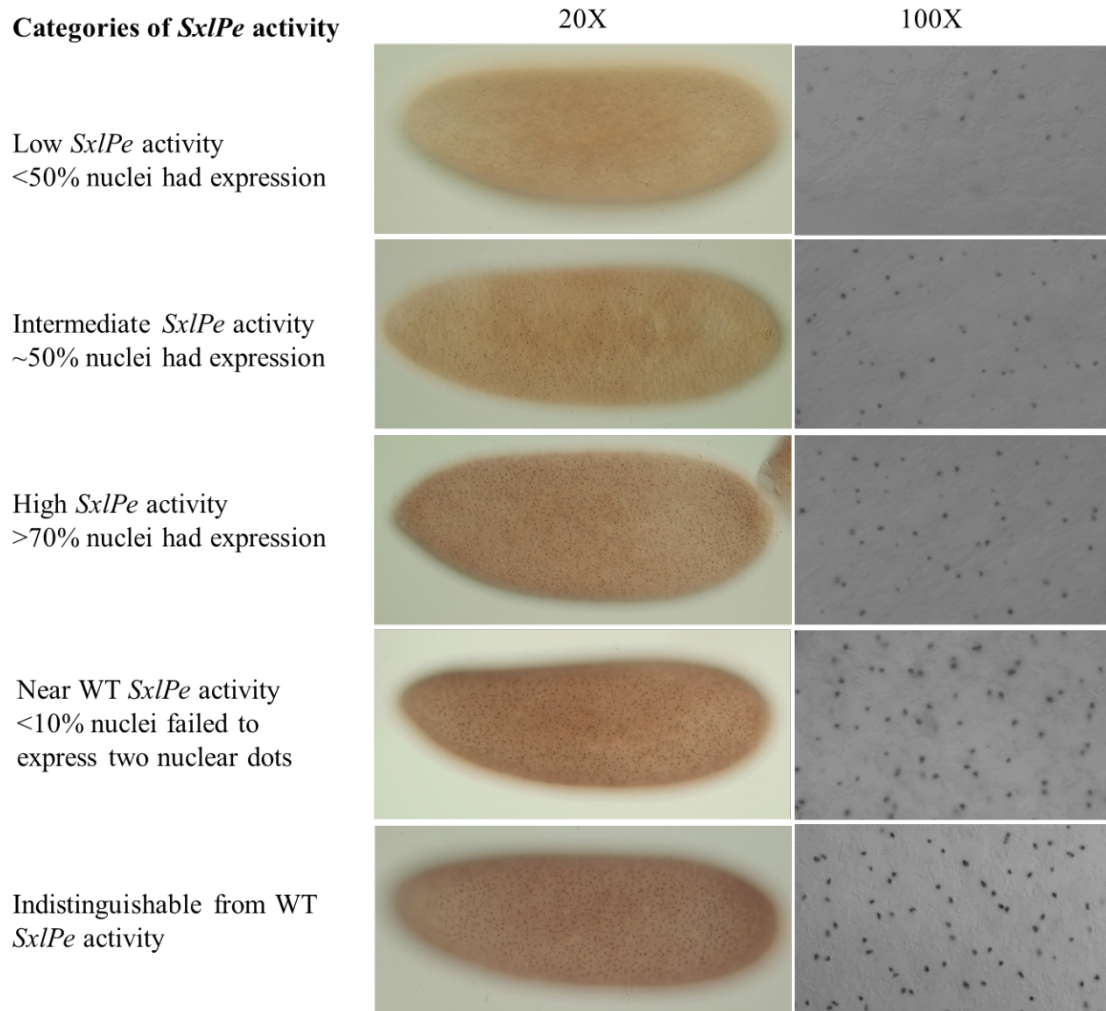 Categories of SxlPe activity
20X
100X
Low SxlPe activity
<50% nuclei had expression
Intermediate SxlPe activity
~50% nuclei had expression
High SxlPe activity
>70% nuclei had expression
Near WT SxlPe activity
<10% nuclei failed to
express two nuclear dots
Indistinguishable from WT
SxlPe activity